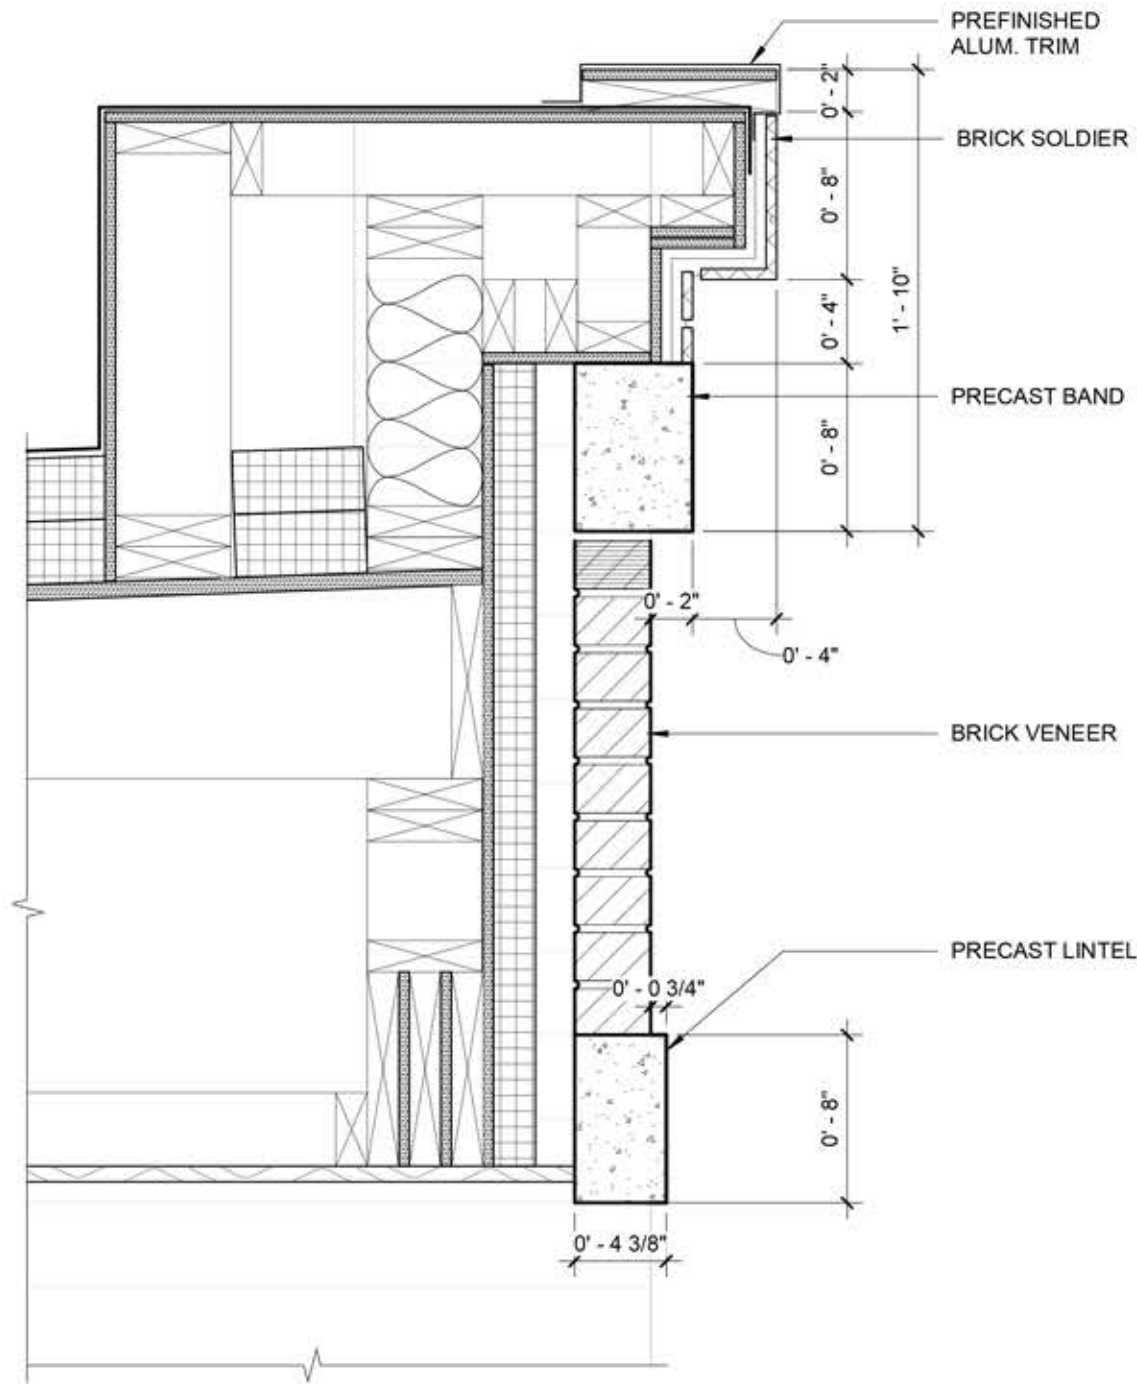 PREFINISHED
ALUM. TRIM
0' - 2"
BRICK SOLDIER
0' - 8"
1' - 10"
0' - 4"
PRECAST BAND
0' - 8"
0' - 2"
0' - 4"
BRICK VENEER
PRECAST LINTEL
0' - 0 3/4"
0' - 8"
0' - 4 3/8"